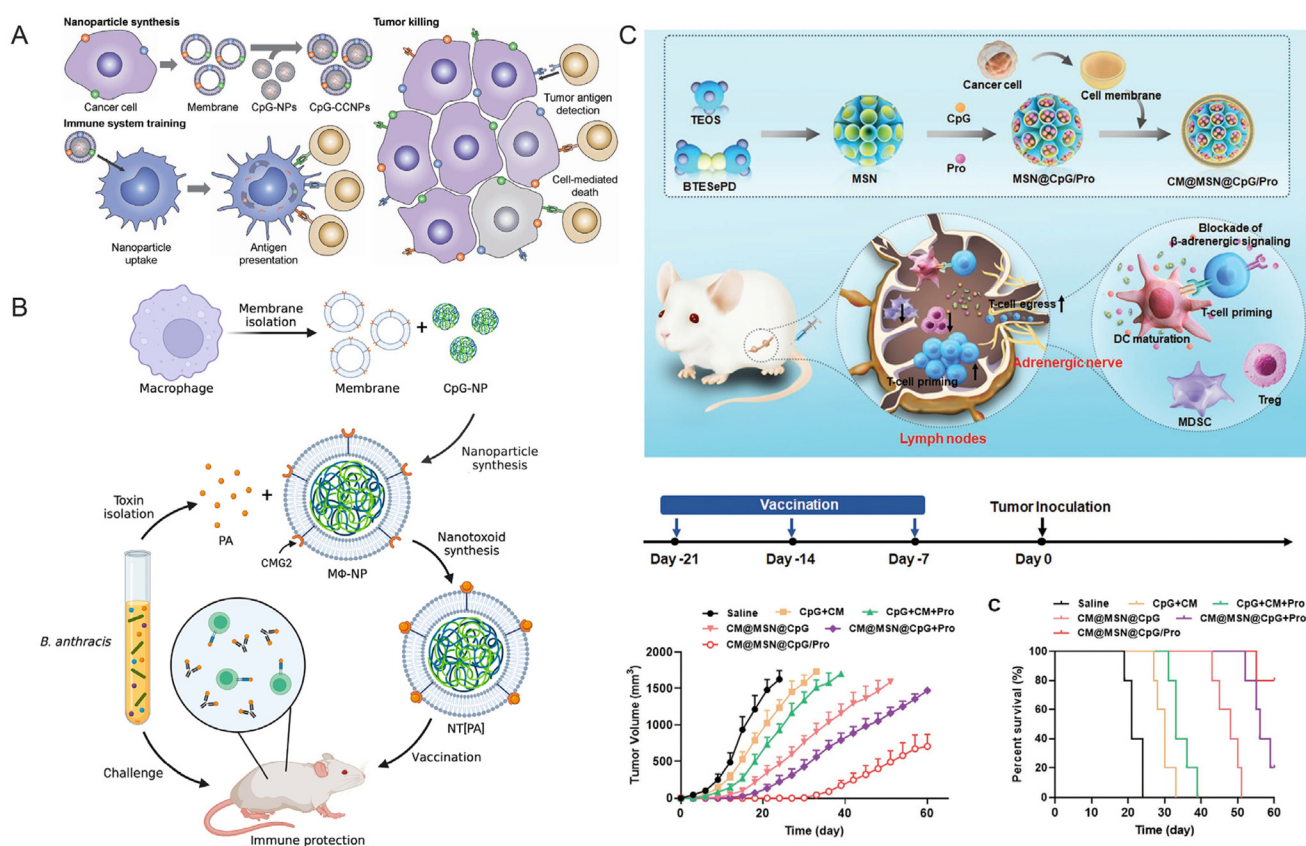 A
Nanoparticle synthesis
Cancer cell
Membrane
CpG-NPs
CpG-CCNPs
Immune system training
Nanoparticle
uptake
Antigen
presentation
Tumor killing
Tumor antigen
detection
Cell-mediated
death
B
Macrophage
Membrane
isolation
Membrane
+
CpG-NP
Nanoparticle
synthesis
Toxin
isolation
PA
+
CMG2
MΦ-NP
Nanotoxoid
synthesis
B. anthracis
NT[PA]
Challenge
Vaccination
Immune protection
C
Cancer cell
Cell membrane
TEOS
BTESePD
MSN
CpG
Pro
MSN@CpG/Pro
CM@MSN@CpG/Pro
T-cell egress
Adrenergic nerve
T-cell priming
Lymph nodes
Blockade of
β-adrenergic signaling
T-cell priming
DC maturation
MDSC
Treg
Vaccination
Tumor Inoculation
Day -21
Day -14
Day -7
Day 0
Saline
CpG+CM
CpG+CM+Pro
CM@MSN@CpG
CM@MSN@CpG+Pro
CM@MSN@CpG/Pro
Tumor Volume (mm³)
2000
1500
1000
500
0
0 20 40 60
Time (day)
C
Saline
CpG+CM
CpG+CM+Pro
CM@MSN@CpG
CM@MSN@CpG+Pro
CM@MSN@CpG/Pro
Percent survival (%)
100
80
60
40
20
0
0 10 20 30 40 50 60
Time (day)